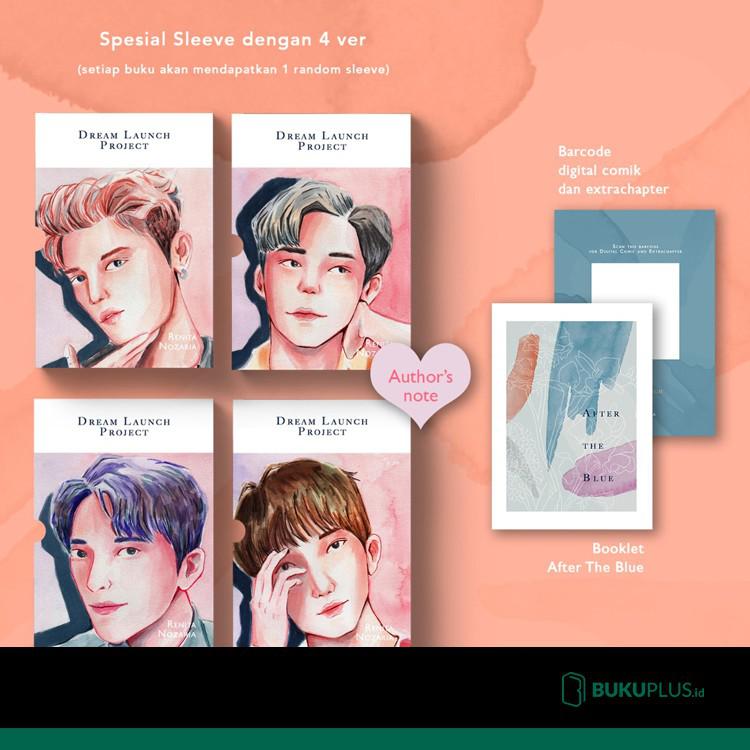 Spesial Sleeve dengan 4 ver
(setiap buku akan mendapatkan 1 random sleeve)
DREAM LAUNCH
PROJECT
RENITA
NOZARIA
DREAM LAUNCH
PROJECT
Author's
note
DREAM LAUNCH
PROJECT
RENITA
NOZARIA
DREAM LAUNCH
PROJECT
RENITA
NOZARIA
Barcode
digital comik
dan extrachapter
SCAN THIS BARCODE
FOR DIGITAL COMIC AND EXTRACHAPTER
AFTER
THE
BLUE
Booklet
After The Blue
BUKUPLUS.id